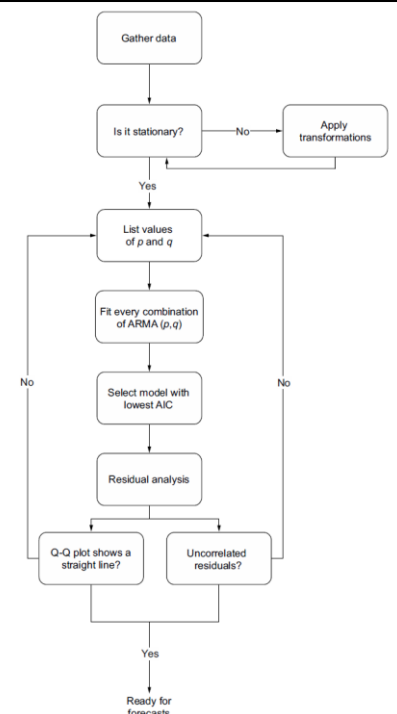 Gather data
Is it stationary?
No
Apply
transformations
Yes
List values
of p and q
Fit every combination
of ARMA (p,q)
No
No
Select model with
lowest AIC
Residual analysis
Q-Q plot shows a
straight line?
Uncorrelated
residuals?
Yes
Ready for
forecasts